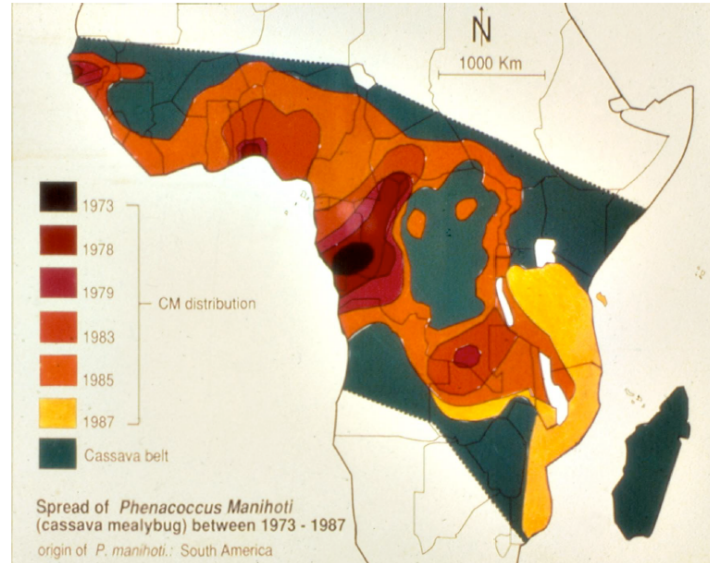 N
1000 Km
1973
1978
1979
CM distribution
1983
1985
1987
Cassava belt
Spread of Phenacoccus Manihoti
(cassava mealybug) between 1973 - 1987
origin of P. manihoti.: South America